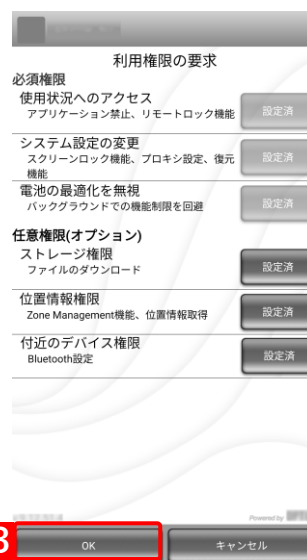 利用権限の要求
必須権限
使用状況へのアクセス
アプリケーション禁止、リモートロック機能
設定済
システム設定の変更
スクリーンロック機能、プロキシ設定、復元
機能
設定済
電池の最適化を無視
バックグラウンドでの機能制限を回避
設定済
任意権限(オプション)
ストレージ権限
ファイルのダウンロード
設定済
位置情報権限
Zone Management機能、位置情報取得
設定済
付近のデバイス権限
Bluetooth設定
設定済
Powered by
3
OK
キャンセル